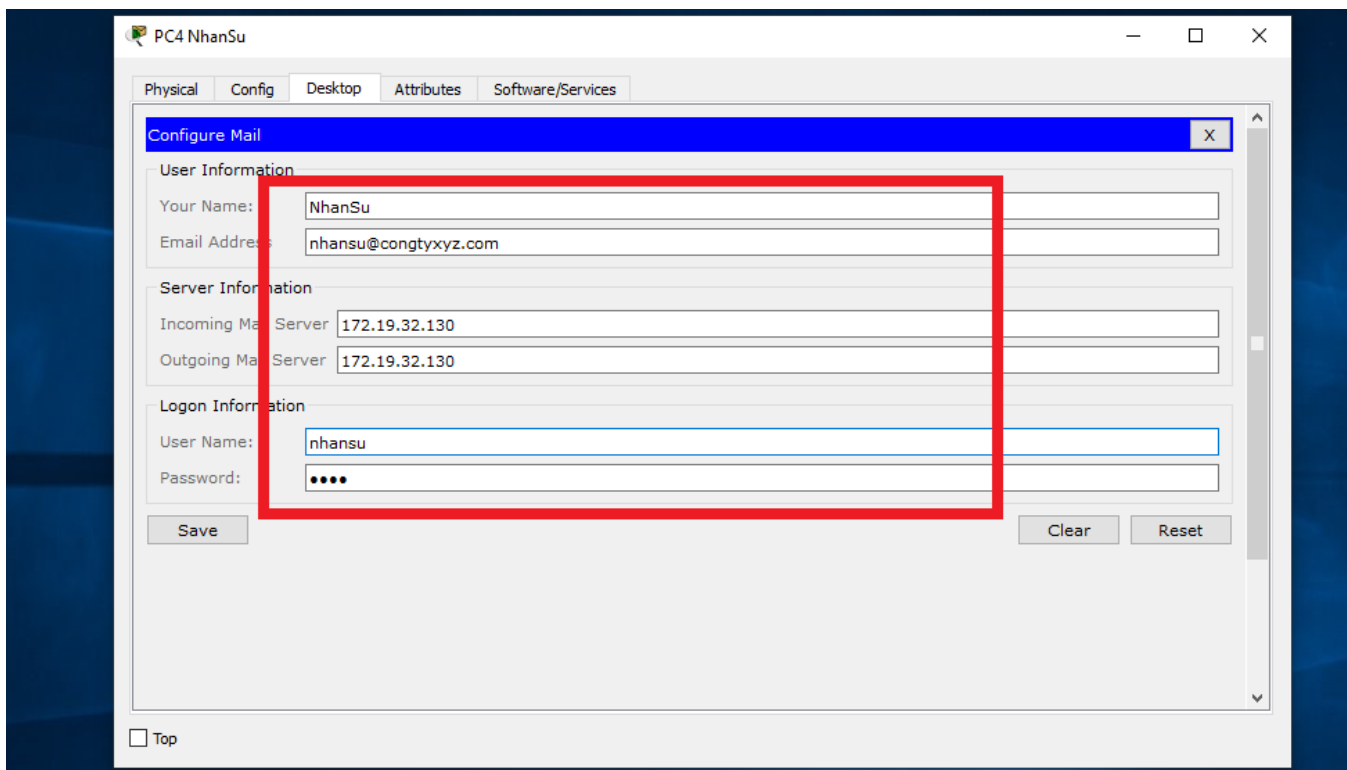 PC4 NhanSu
Physical Config Desktop Attributes Software/Services
Configure Mail X
User Information
Your Name: NhanSu
Email Address nhansu@congtyxyz.com
Server Information
Incoming Mail Server 172.19.32.130
Outgoing Mail Server 172.19.32.130
Logon Information
User Name: nhansu
Password: ••••
Save Clear Reset
Top